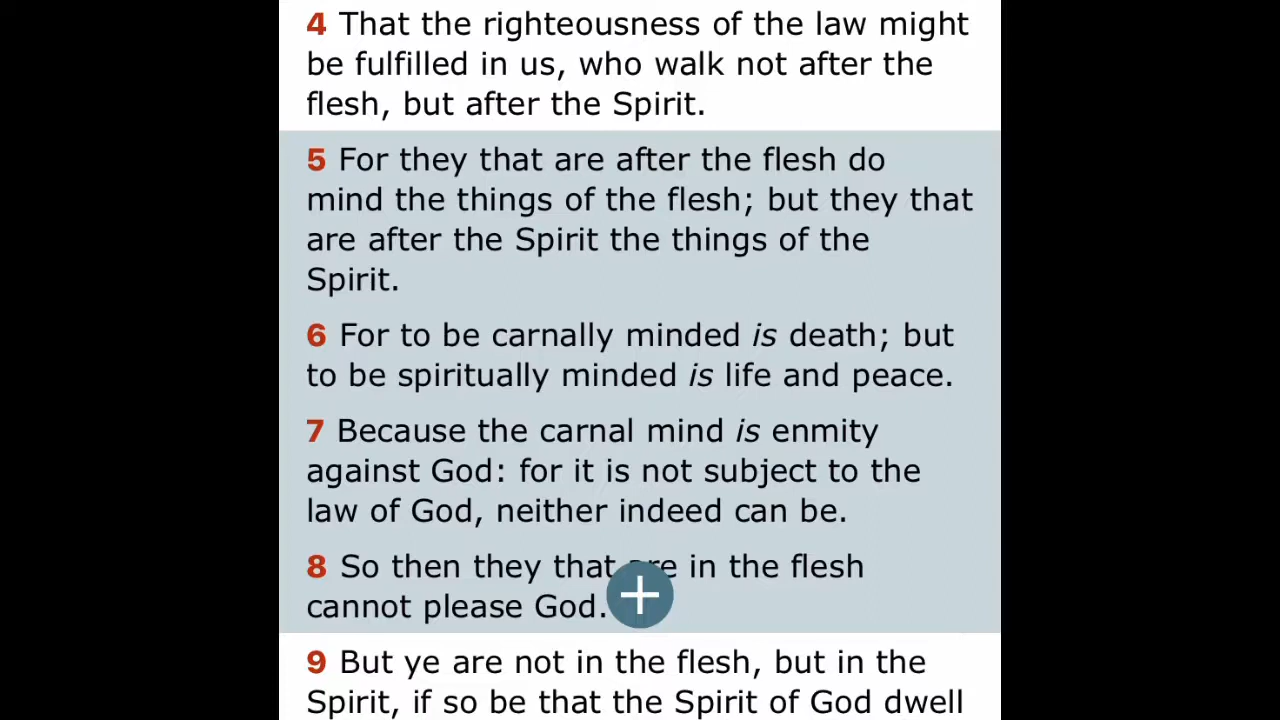 4 That the righteousness of the law might
be fulfilled in us, who walk not after the
flesh, but after the Spirit.
5 For they that are after the flesh do
mind the things of the flesh; but they that
are after the Spirit the things of the
Spirit.
6 For to be carnally minded is death; but
to be spiritually minded is life and peace.
7 Because the carnal mind is enmity
against God: for it is not subject to the
law of God, neither indeed can be.
8 So then they that are in the flesh
cannot please God.
9 But ye are not in the flesh, but in the
Spirit, if so be that the Spirit of God dwell